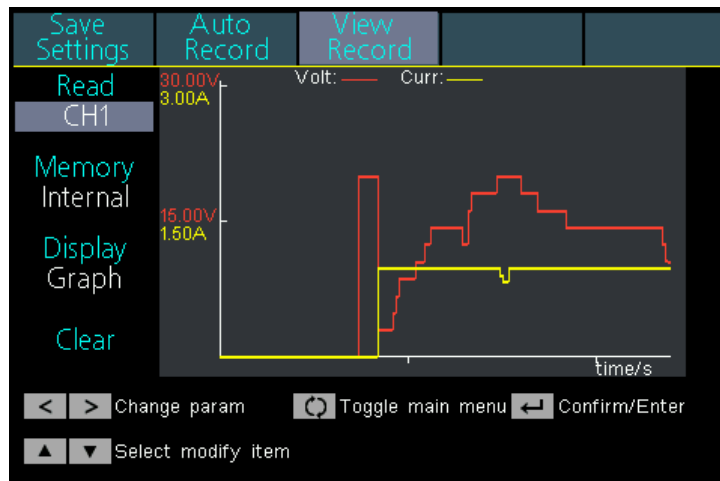 Save
Settings
Auto
Record
View
Record
Read
CH1
Memory
Internal
Display
Graph
Clear
30.00V
3.00A
Volt:
Curr:
15.00V
1.50A
time/s
< > Change param
Toggle main menu
Confirm/Enter
Select modify item